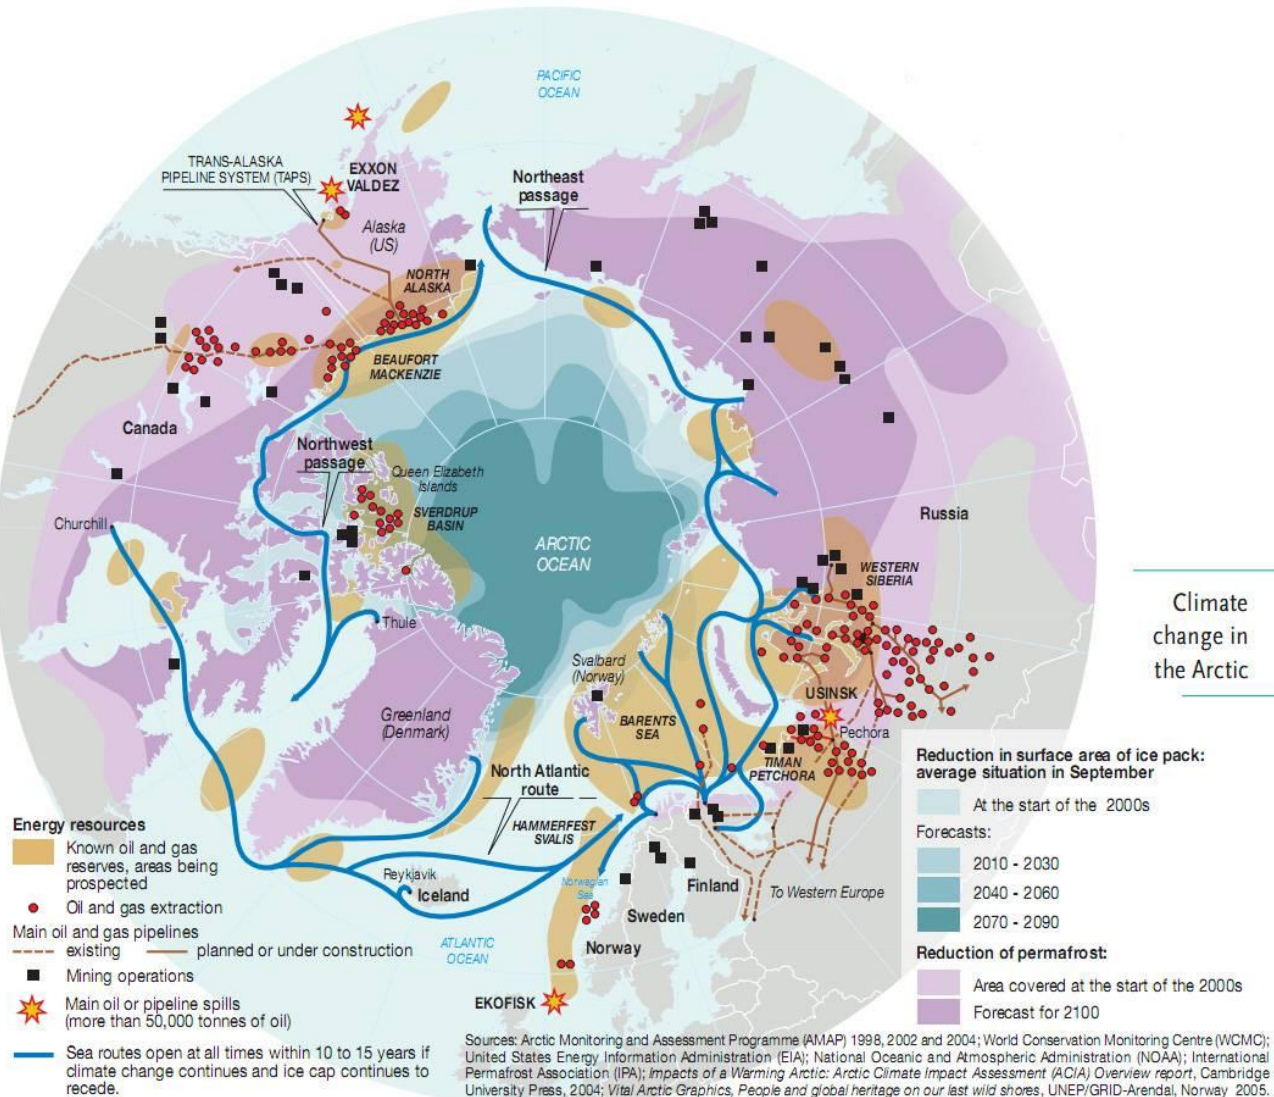 PACIFIC
OCEAN
TRANS-ALASKA
PIPELINE SYSTEM (TAPS)
EXXON
VALDEZ
Northeast
passage
Alaska
(US)
NORTH
ALASKA
BEAUFORT
MACKENZIE
Canada
Northwest
passage
Queen Elizabeth
Islands
SVERDRUP
BASIN
Churchill
ARCTIC
OCEAN
Russia
WESTERN
SIBERIA
Thule
Climate
change in
the Arctic
Svalbard
(Norway)
USINSK
Greenland
(Denmark)
BARENTS
SEA
Pechora
TIMAN
PETCHORA
North Atlantic
route
HAMMERFEST
SVALIS
Reykjavik
Iceland
Norwegian
Sea
Finland
To Western Europe
Sweden
Norway
ATLANTIC
OCEAN
EKOFISK
Energy resources
Known oil and gas
reserves, areas being
prospected
Oil and gas extraction
Main oil and gas pipelines
existing planned or under construction
Mining operations
Main oil or pipeline spills
(more than 50,000 tonnes of oil)
Sea routes open at all times within 10 to 15 years if
climate change continues and ice cap continues to
recede.
Reduction in surface area of ice pack:
average situation in September
At the start of the 2000s
Forecasts:
2010 - 2030
2040 - 2060
2070 - 2090
Reduction of permafrost:
Area covered at the start of the 2000s
Forecast for 2100
Sources: Arctic Monitoring and Assessment Programme (AMAP) 1998, 2002 and 2004; World Conservation Monitoring Centre (WCMC);
United States Energy Information Administration (EIA); National Oceanic and Atmospheric Administration (NOAA); International
Permafrost Association (IPA); Impacts of a Warming Arctic: Arctic Climate Impact Assessment (ACIA) Overview report, Cambridge
University Press, 2004; Vital Arctic Graphics, People and global heritage on our last wild shores, UNEP/GRID-Arendal, Norway 2005.